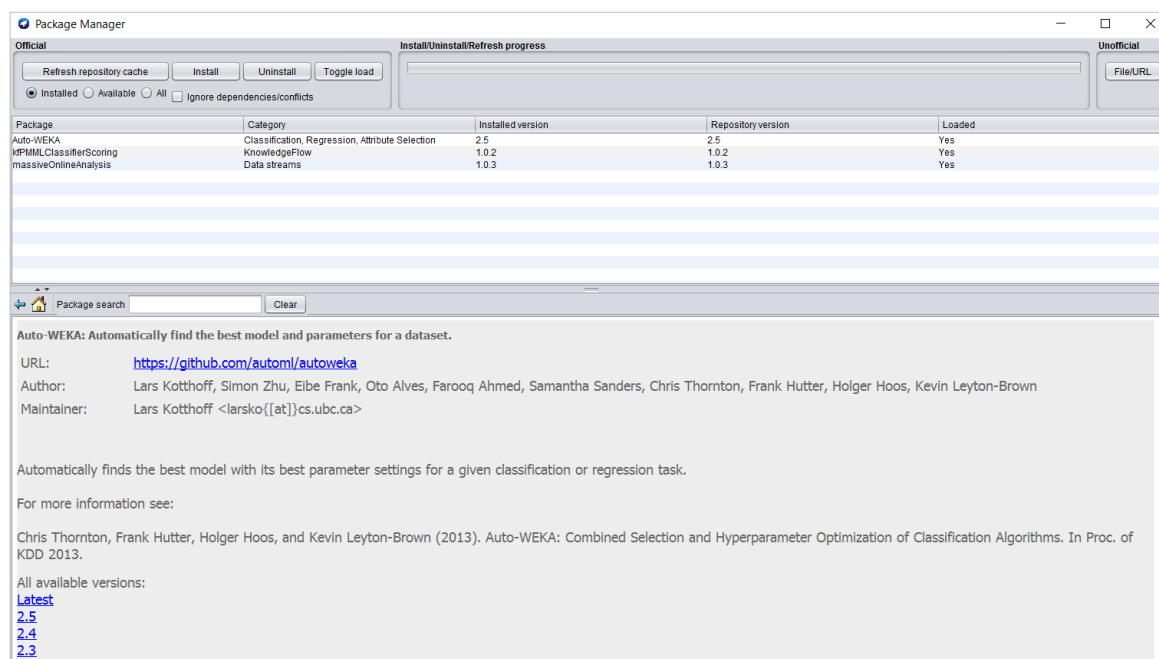 Package Manager
Official
Install/Uninstall/Refresh progress
Unofficial
Refresh repository cache Install Uninstall Toggle load File/URL
Installed Available All Ignore dependencies/conflicts
Package Category Installed version Repository version Loaded
Auto-WEKA Classification, Regression, Attribute Selection 2.5 2.5 Yes
kfPMMLClassifierScoring KnowledgeFlow 1.0.2 1.0.2 Yes
massiveOnlineAnalysis Data streams 1.0.3 1.0.3 Yes
Package search Clear
Auto-WEKA: Automatically find the best model and parameters for a dataset.
URL: https://github.com/automl/autoweka
Author: Lars Kotthoff, Simon Zhu, Eibe Frank, Oto Alves, Farooq Ahmed, Samantha Sanders, Chris Thornton, Frank Hutter, Holger Hoos, Kevin Leyton-Brown
Maintainer: Lars Kotthoff <larsko{[at]}cs.ubc.ca>
Automatically finds the best model with its best parameter settings for a given classification or regression task.
For more information see:
Chris Thornton, Frank Hutter, Holger Hoos, and Kevin Leyton-Brown (2013). Auto-WEKA: Combined Selection and Hyperparameter Optimization of Classification Algorithms. In Proc. of
KDD 2013.
All available versions:
Latest
2.5
2.4
2.3